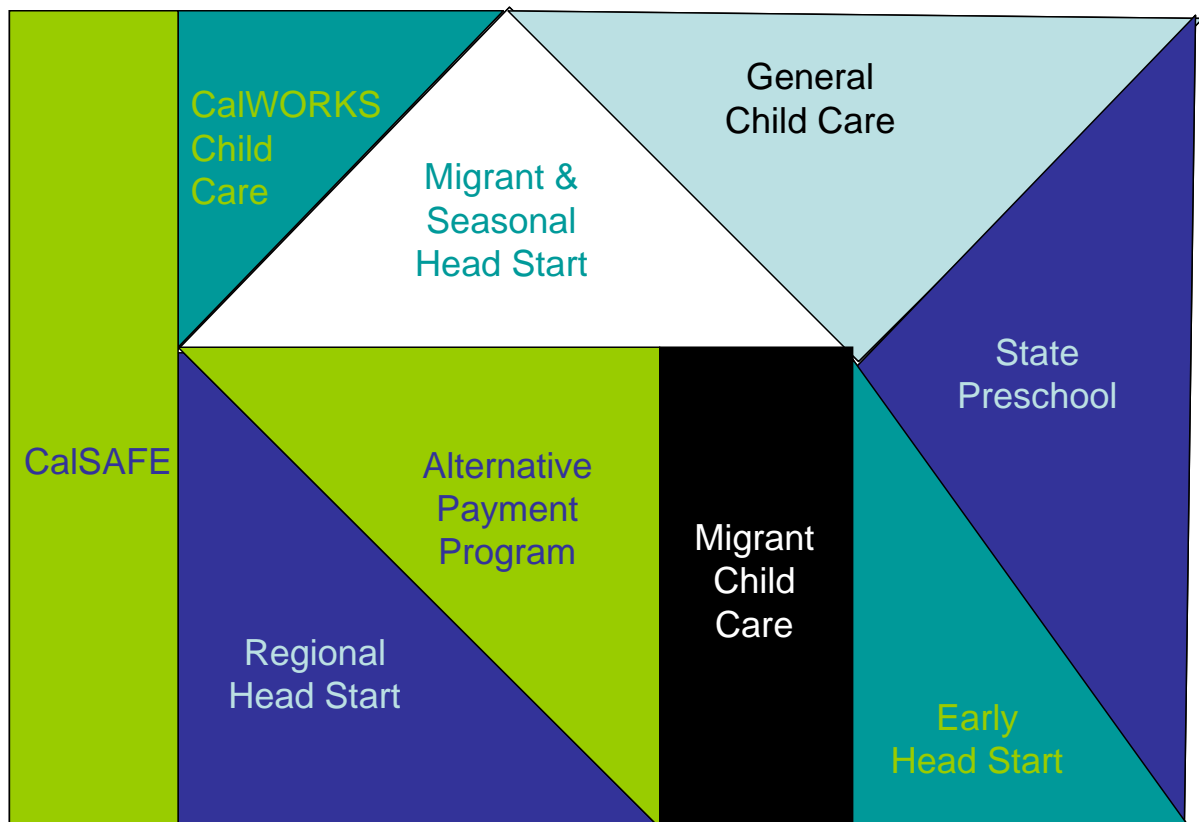 CalWORKS
Child
Care
General
Child Care
Migrant &
Seasonal
Head Start
State
Preschool
CalSAFE
Alternative
Payment
Program
Migrant
Child
Care
Regional
Head Start
Early
Head Start